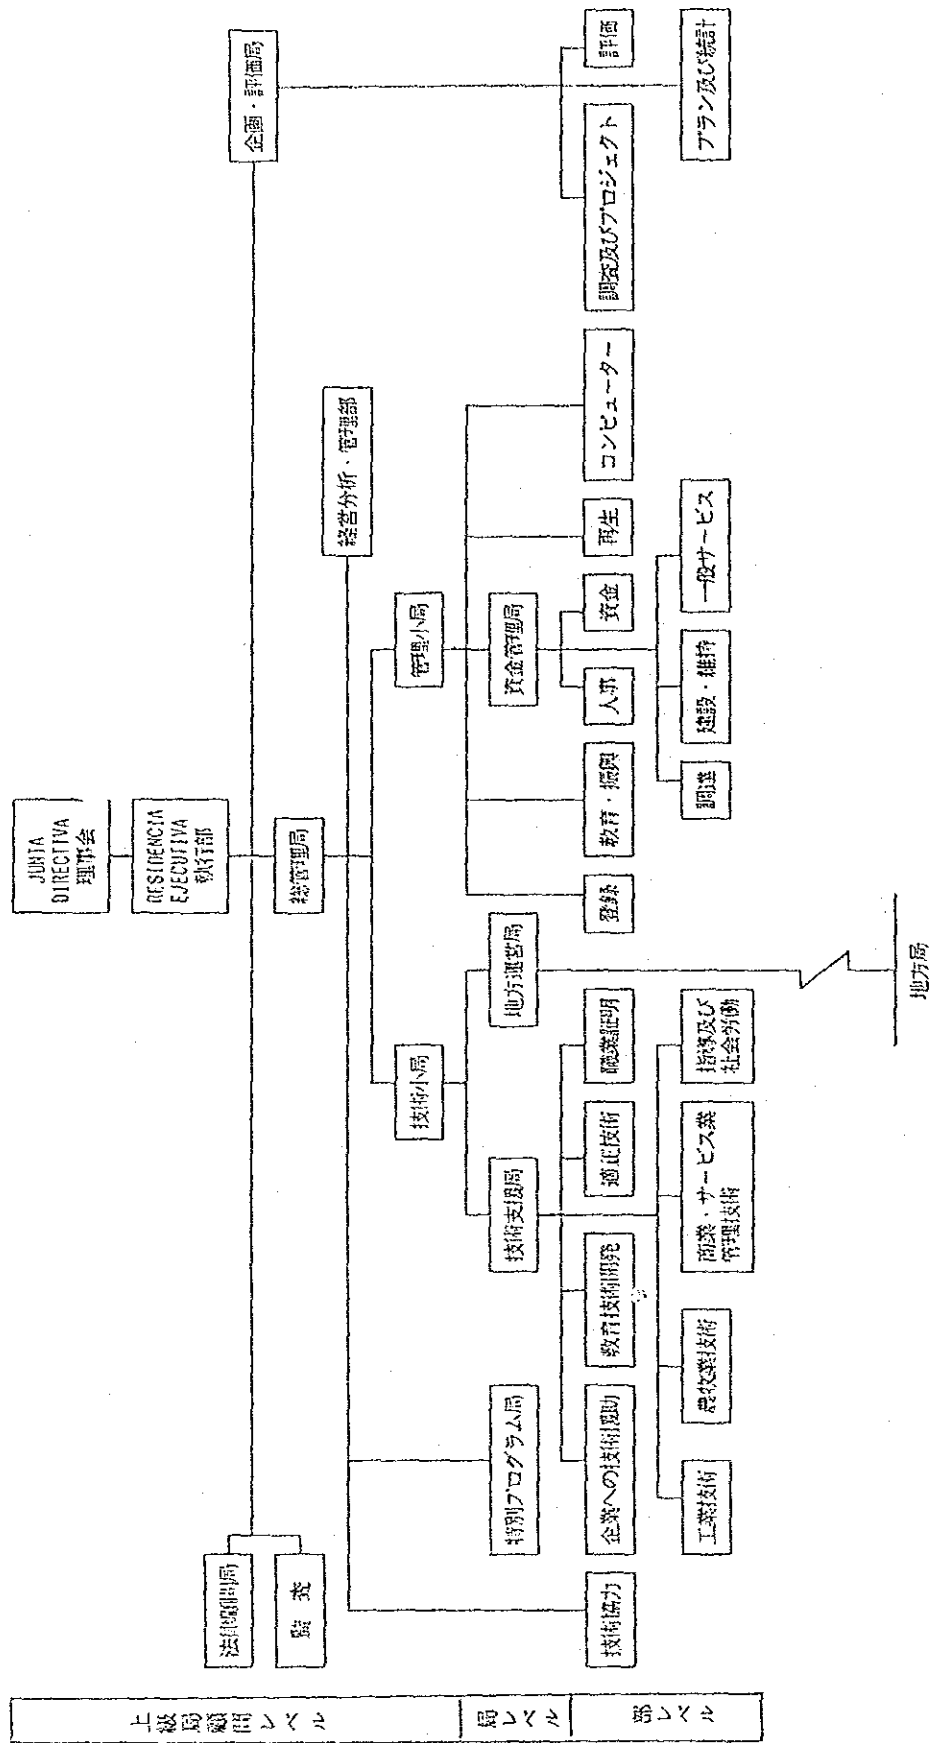 JUNTA
DIRECTIVA
理事会
RESIDENCIA
EJECUTIVA
執行部
企画・評価局
法律顧問局
監 査
総管理局
経営分析・管理部
技術小局
管理小局
特別プログラム局
技術支援局
地方運営局
資金管理局
技術協力
企業への技術援助
教育技術開発
適正技術
職業証明
登録
教育・振興
人事
資金
再生
コンピューター
調査及びプロジェクト
評価
工業技術
農牧業技術
商業・サービス業
管理技術
指導及び
社会労働
調達
建設・維持
一般サービス
プラン及び統計
地方局
上級局顧問レベル
局レベル
部レベル